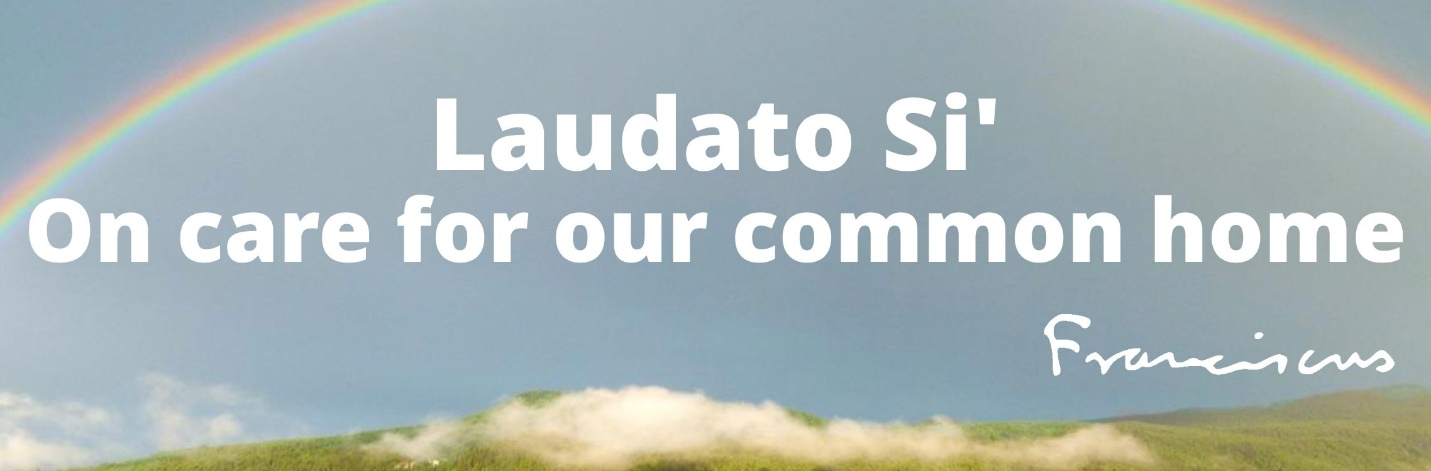 Laudato Si'
On care for our common home
Franciscus